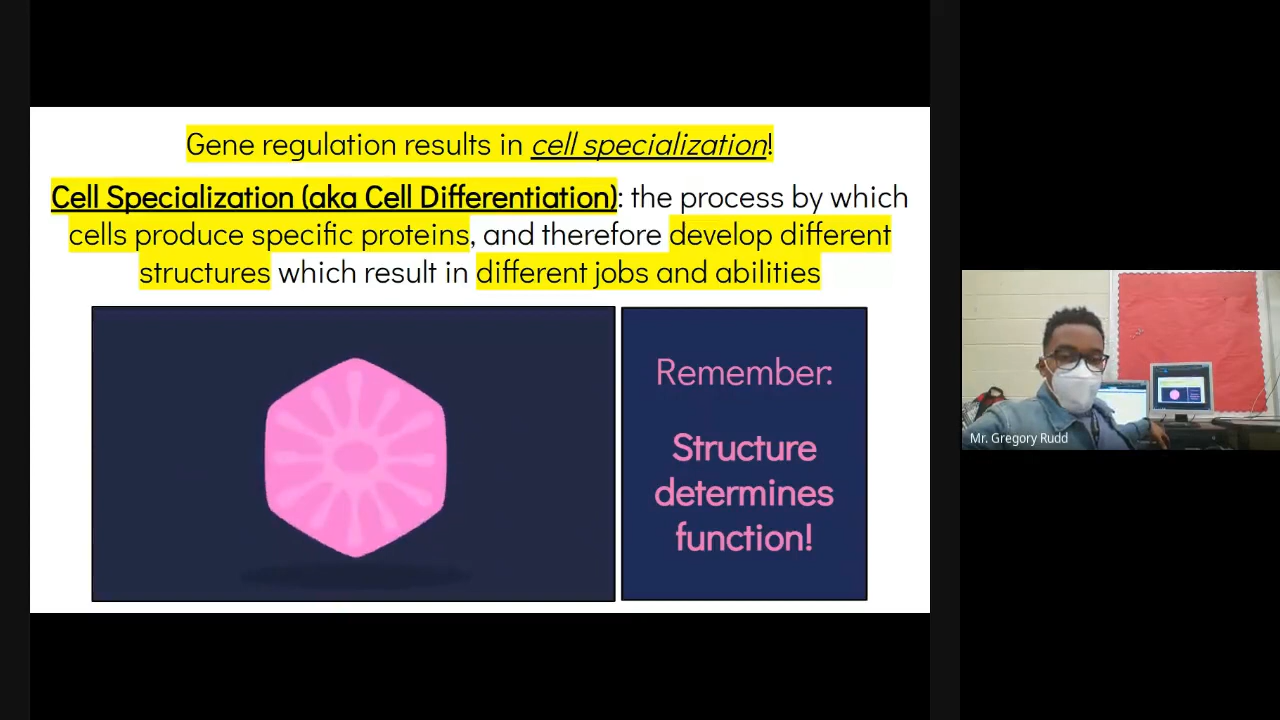 Gene regulation results in cell specialization!
Cell Specialization (aka Cell Differentiation): the process by which
cells produce specific proteins, and therefore develop different
structures which result in different jobs and abilities
Remember:
Structure
determines
function!
Mr. Gregory Rudd